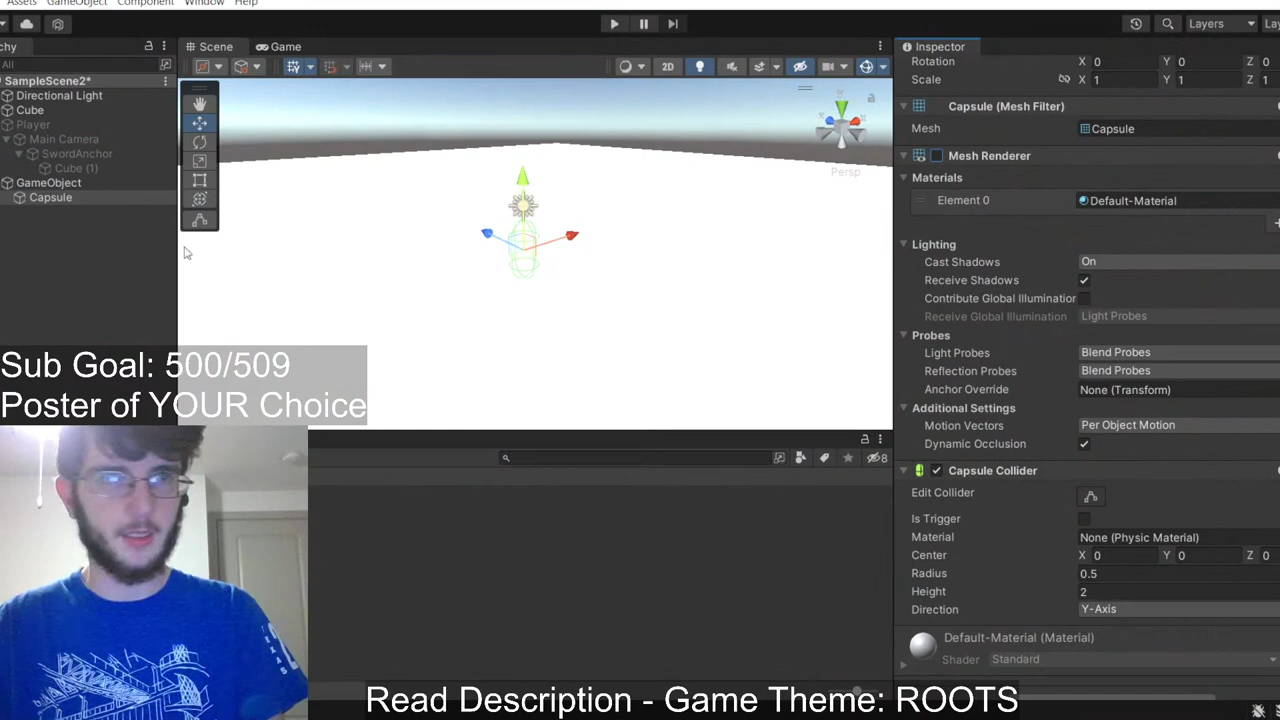 Assets GameObject Component Window Help
Layers Lay
hy
Scene Game
Inspector
All
2D
SampleScene2*
Directional Light
Cube
Player
Main Camera
SwordAnchor
Cube (1)
GameObject
Capsule
Persp
Rotation X 0 Y 0 Z 0
Scale X 1 Y 1 Z 1
Capsule (Mesh Filter)
Mesh Capsule
Mesh Renderer
Materials
Element 0 Default-Material
Lighting
Cast Shadows On
Receive Shadows
Contribute Global Illumination
Receive Global Illumination Light Probes
Probes
Light Probes Blend Probes
Reflection Probes Blend Probes
Anchor Override None (Transform)
Additional Settings
Motion Vectors Per Object Motion
Dynamic Occlusion
Capsule Collider
Edit Collider
Is Trigger
Material None (Physic Material)
Center X 0 Y 0 Z 0
Radius 0.5
Height 2
Direction Y-Axis
Default-Material (Material)
Shader Standard
8
Sub Goal: 500/509
Poster of YOUR Choice
Read Description - Game Theme: ROOTS